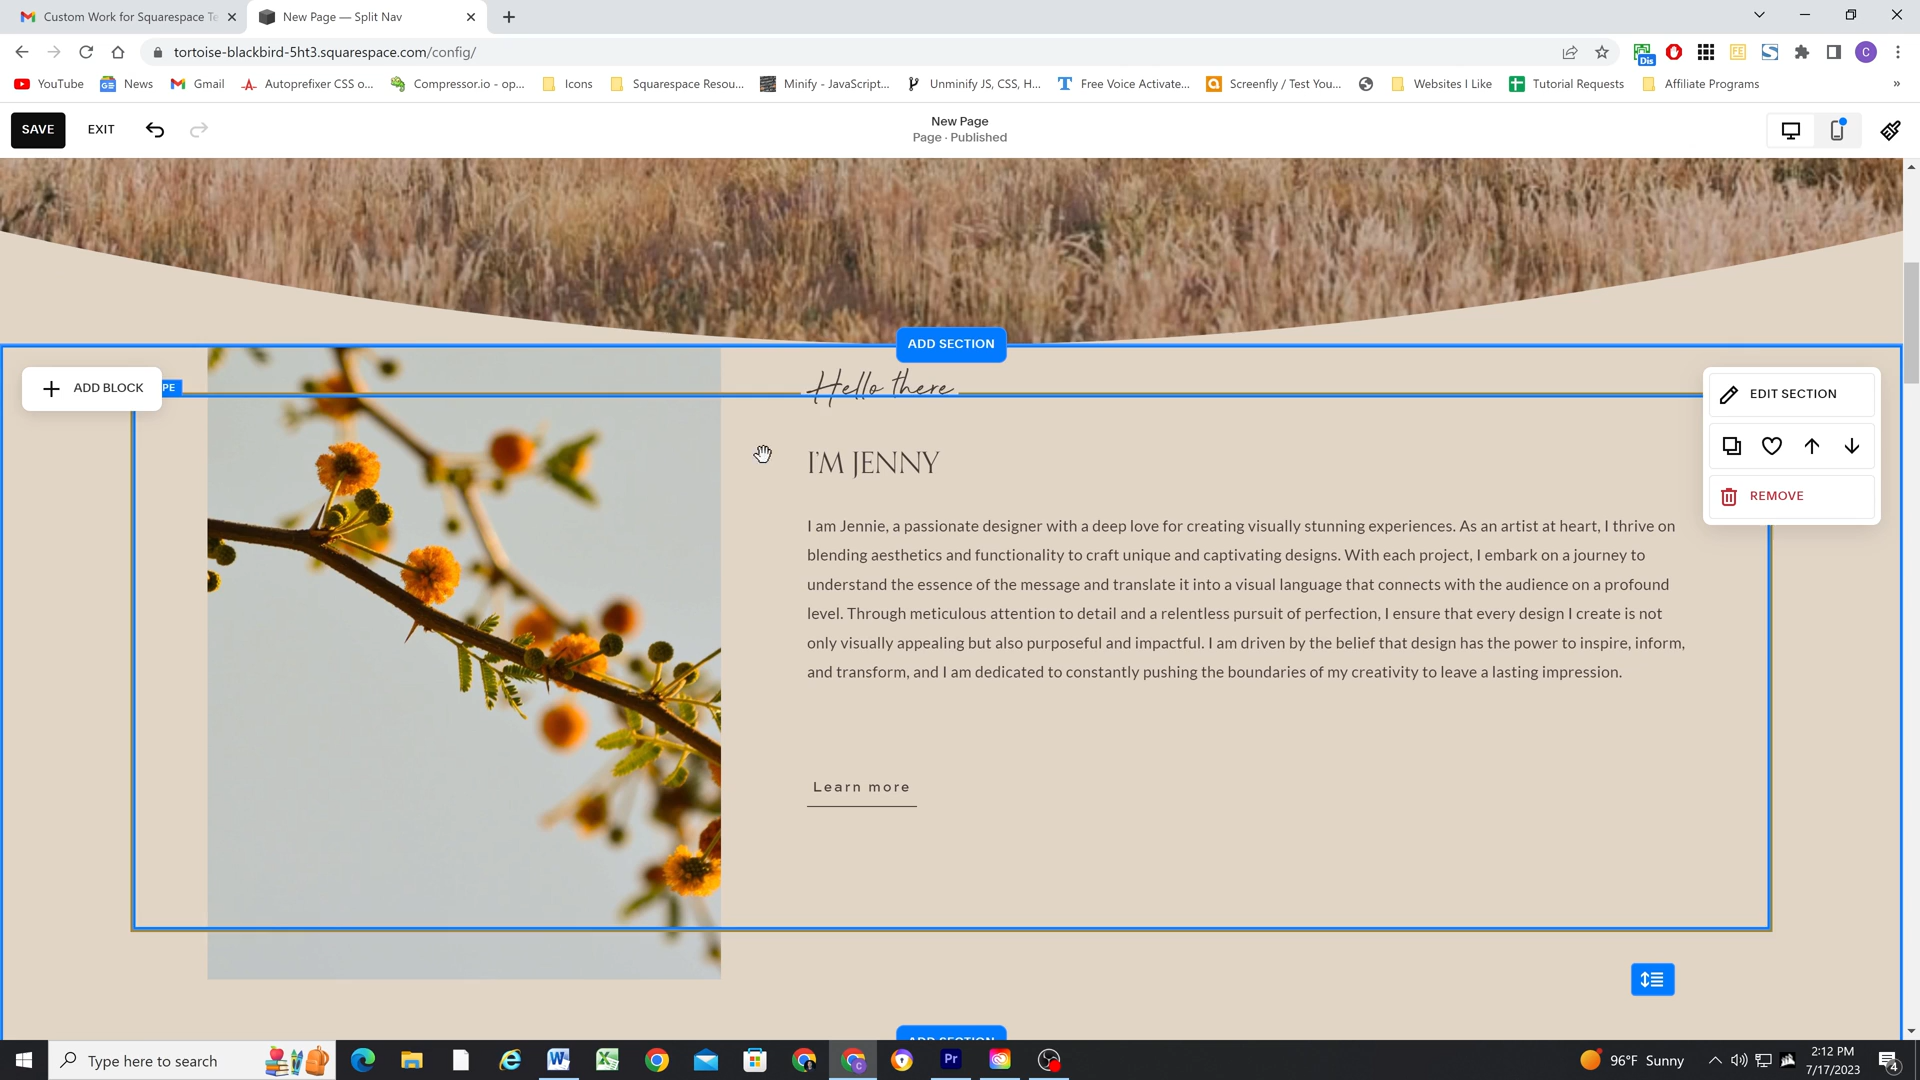 Custom Work for Squarespace Te
New Page — Split Nav
tortoise-blackbird-5ht3.squarespace.com/config/
Dis
C
YouTube
News
Gmail
Autoprefixer CSS o...
Compressor.io - op...
Icons
Squarespace Resou...
Minify - JavaScript...
Unminify JS, CSS, H...
Free Voice Activate...
Screenfly / Test You...
Websites I Like
Tutorial Requests
Affiliate Programs
»
SAVE
EXIT
New Page
Page · Published
ADD SECTION
ADD BLOCK
PE
Hello there
EDIT SECTION
REMOVE
I'M JENNY
I am Jennie, a passionate designer with a deep love for creating visually stunning experiences. As an artist at heart, I thrive on
blending aesthetics and functionality to craft unique and captivating designs. With each project, I embark on a journey to
understand the essence of the message and translate it into a visual language that connects with the audience on a profound
level. Through meticulous attention to detail and a relentless pursuit of perfection, I ensure that every design I create is not
only visually appealing but also purposeful and impactful. I am driven by the belief that design has the power to inspire, inform,
and transform, and I am dedicated to constantly pushing the boundaries of my creativity to leave a lasting impression.
Learn more
ADD SECTION
Type here to search
Pr
96°F Sunny
2:12 PM
7/17/2023
4